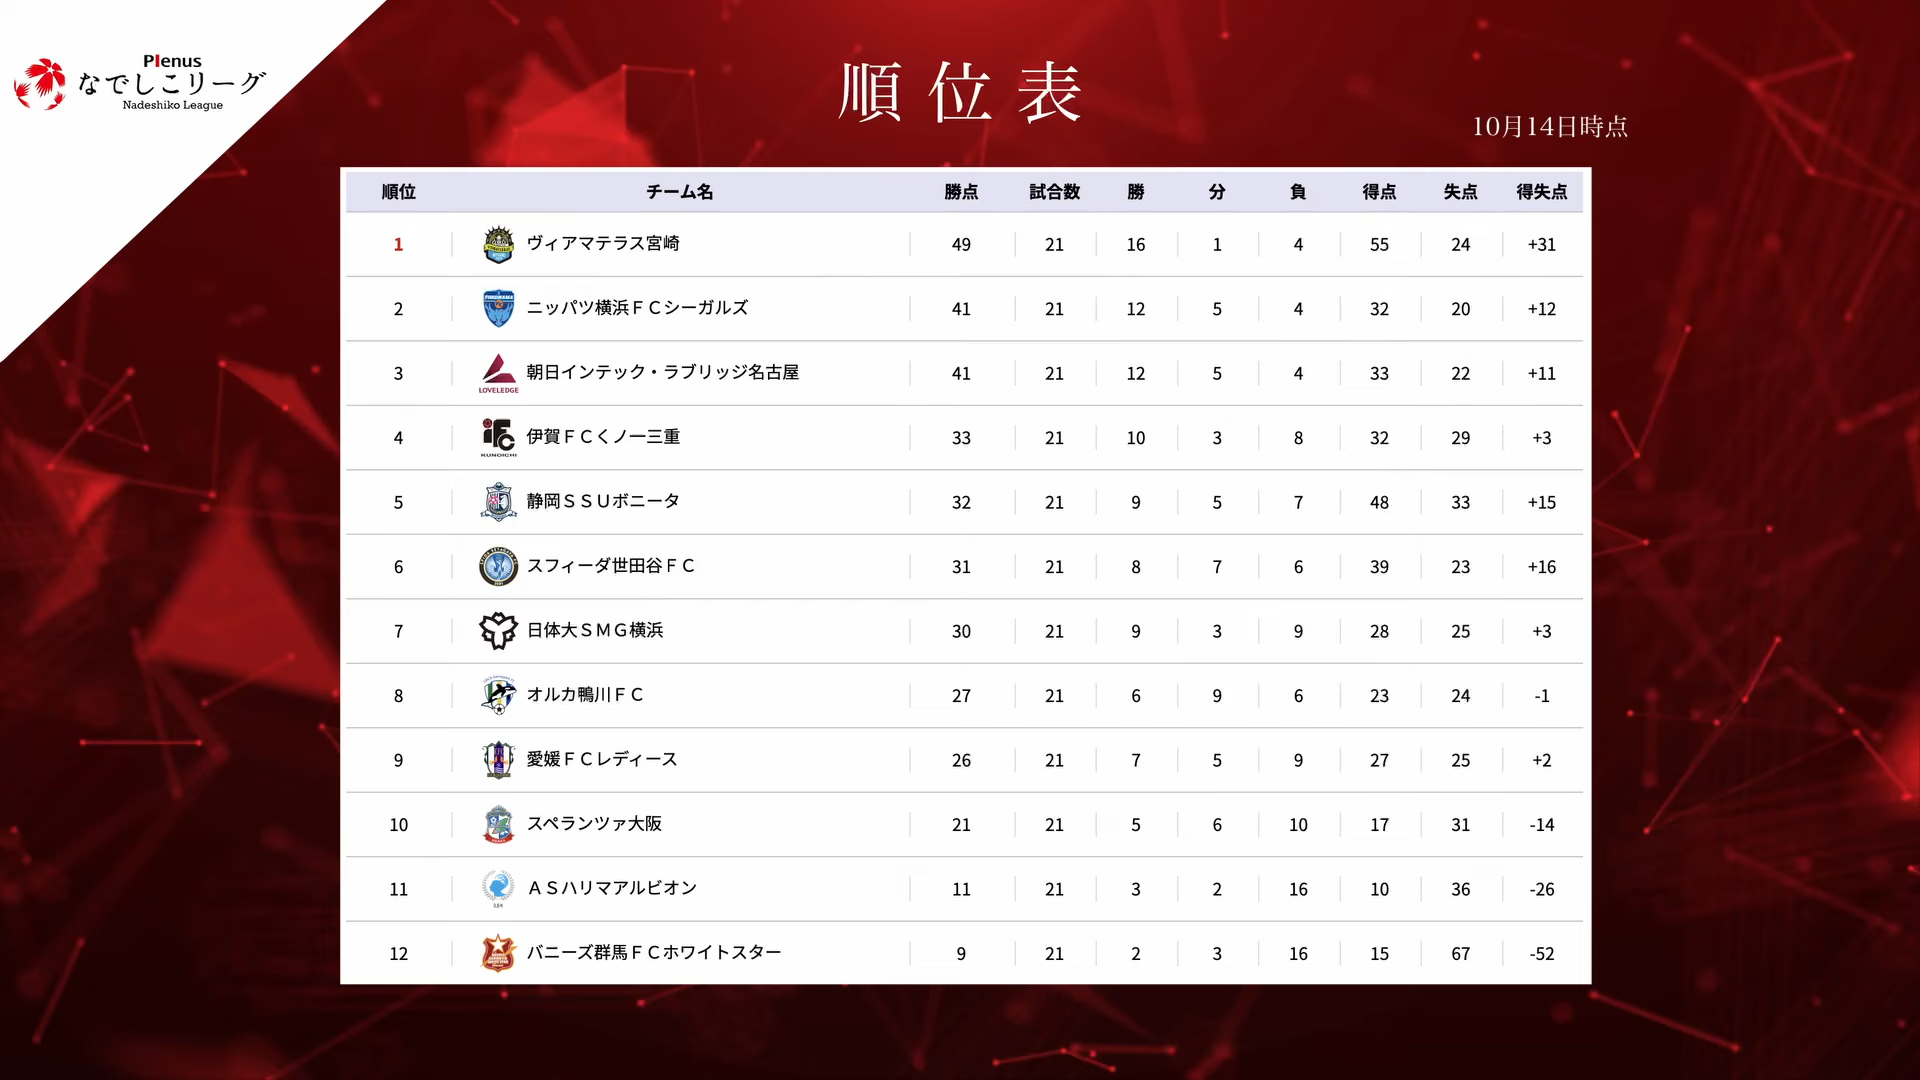 Plenus
なでしこリーグ
Nadeshiko League
順位表
10月14日時点
順位 チーム名 勝点 試合数 勝 分 負 得点 失点 得失点
1 ヴィアマテラス宮崎 49 21 16 1 4 55 24 +31
2 ニッパツ横浜ＦＣシーガルズ 41 21 12 5 4 32 20 +12
3 LOVELEDGE 朝日インテック・ラブリッジ名古屋 41 21 12 5 4 33 22 +11
4 iFC KUNOICHI 伊賀ＦＣくノ一三重 33 21 10 3 8 32 29 +3
5 静岡ＳＳＵボニータ 32 21 9 5 7 48 33 +15
6 スフィーダ世田谷ＦＣ 31 21 8 7 6 39 23 +16
7 日体大ＳＭＧ横浜 30 21 9 3 9 28 25 +3
8 オルカ鴨川ＦＣ 27 21 6 9 6 23 24 -1
9 愛媛ＦＣレディース 26 21 7 5 9 27 25 +2
10 スペランツァ大阪 21 21 5 6 10 17 31 -14
11 ＡＳハリマアルビオン 11 21 3 2 16 10 36 -26
12 バニーズ群馬ＦＣホワイトスター 9 21 2 3 16 15 67 -52